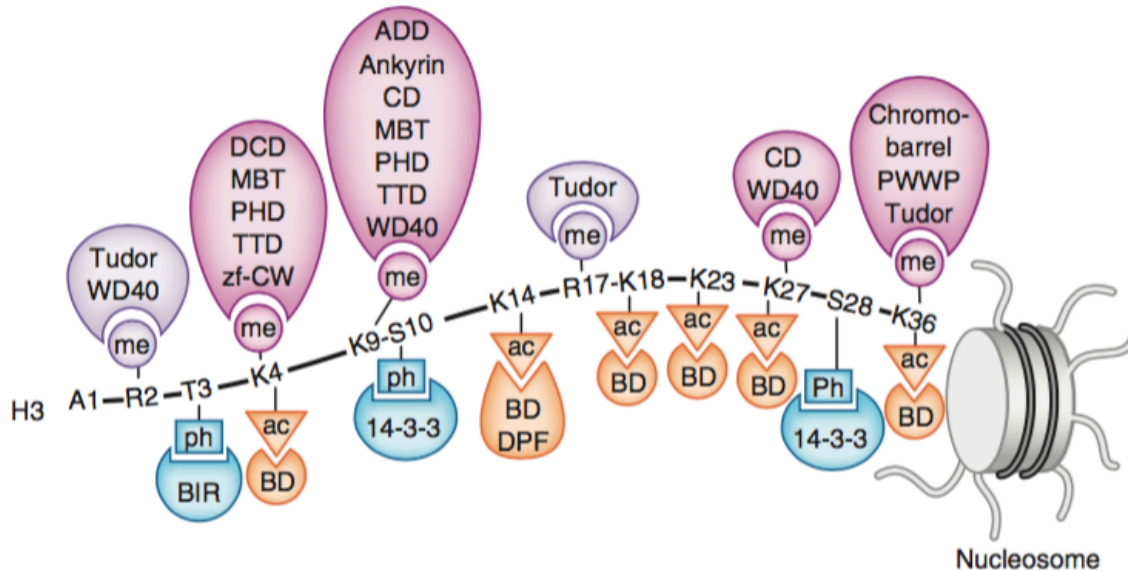 ADD
Ankyrin
CD
MBT
PHD
TTD
WD40
me
DCD
MBT
PHD
TTD
zf-CW
me
Tudor
WD40
me
Tudor
me
CD
WD40
me
Chromo-
barrel
PWWP
Tudor
me
H3 A1 R2 T3 K4 K9-S10 K14 R17-K18 K23 K27 S28 K36
ph
BIR
ac
BD
ph
14-3-3
ac
BD
DPF
ac
BD
ac
BD
ac
BD
Ph
14-3-3
ac
BD
Nucleosome